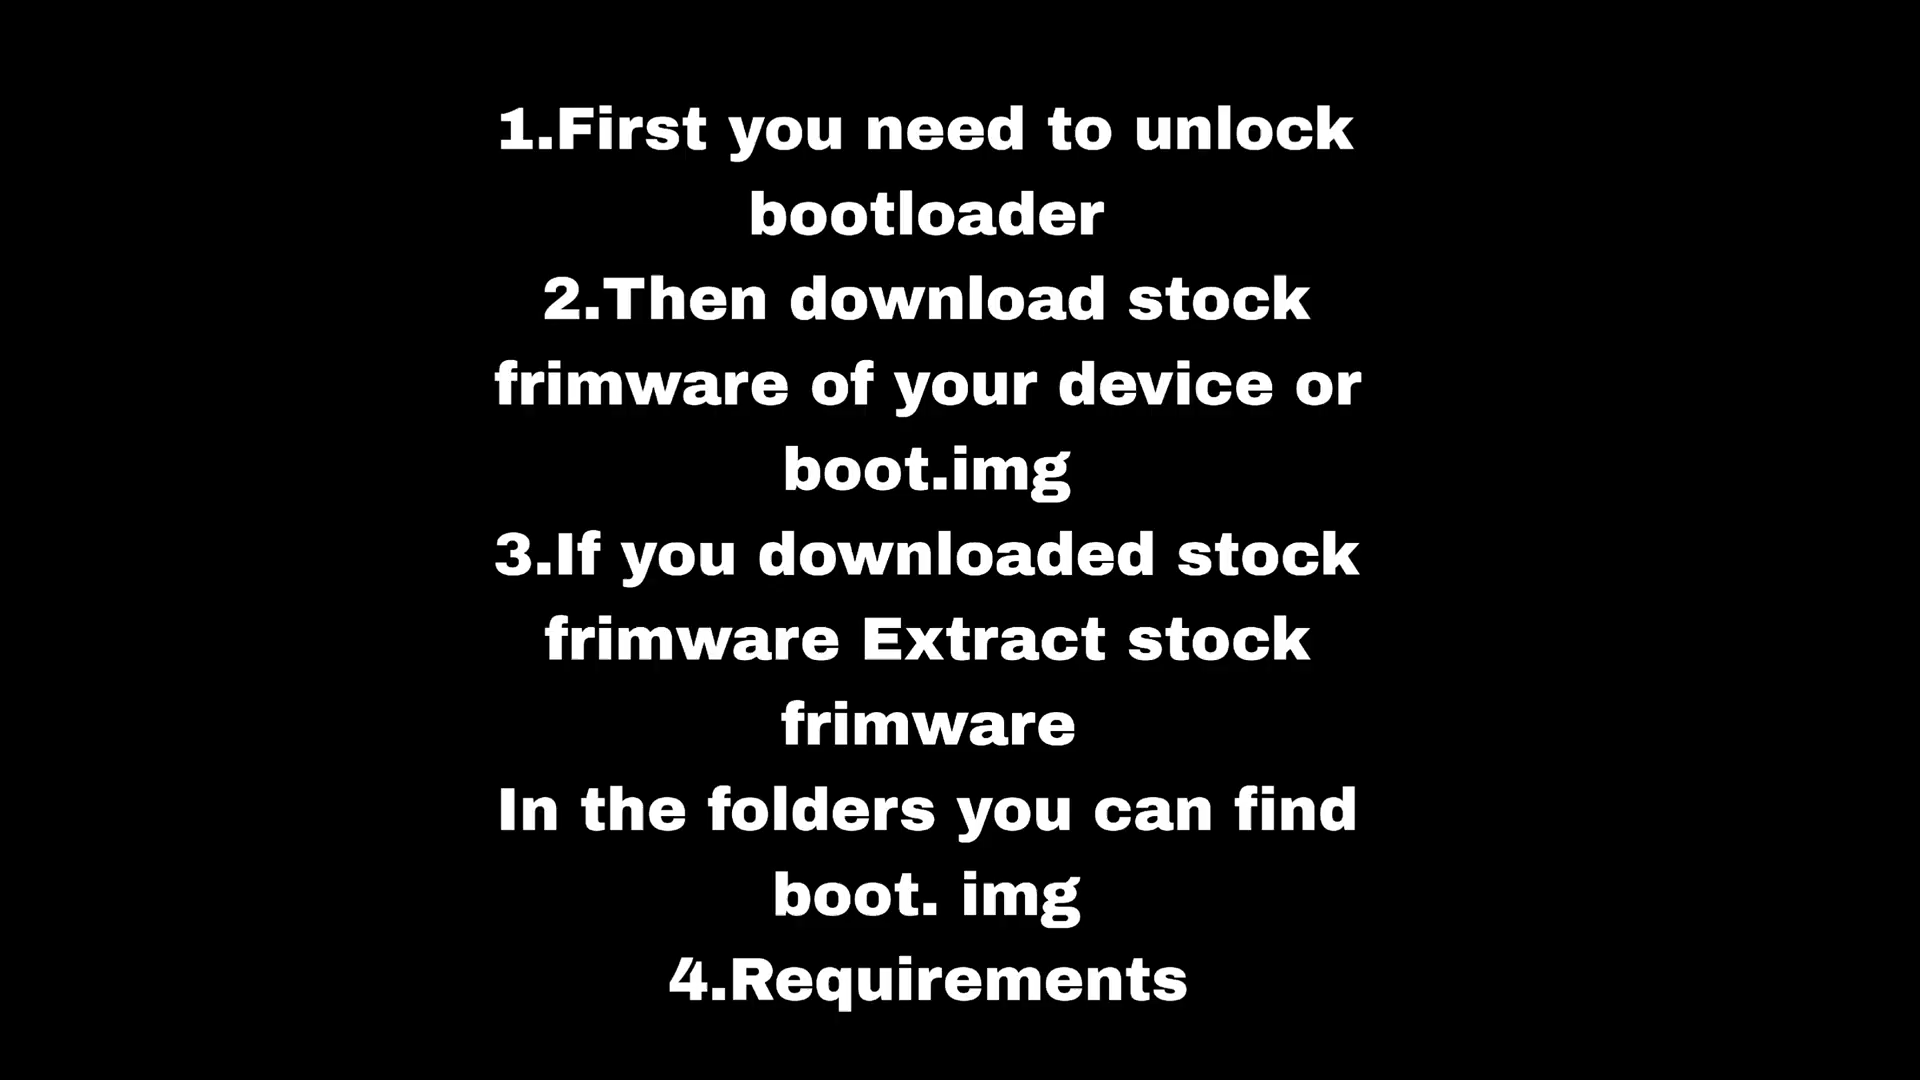 1.First you need to unlock
bootloader
2.Then download stock
frimware of your device or
boot.img
3.If you downloaded stock
frimware Extract stock
frimware
In the folders you can find
boot. img
4.Requirements